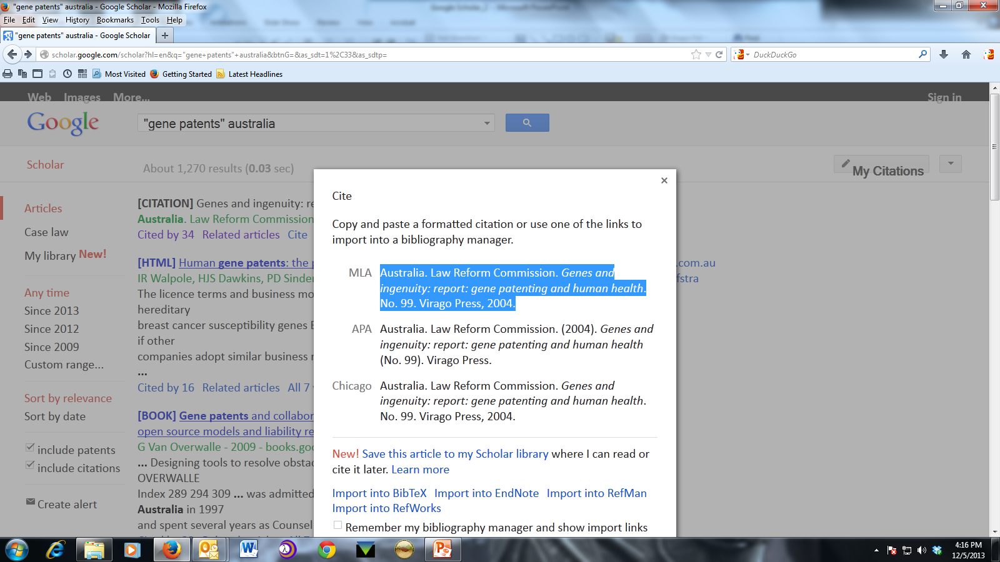 "gene patents" australia - Google Scholar - Mozilla Firefox
File Edit View History Bookmarks Tools Help
"gene patents" australia - Google Scholar
scholar.google.com/scholar?hl=en&q="gene+patents"+australia&btnG=&as_sdt=1%2C33&as_sdtp=
DuckDuckGo
Most Visited Getting Started Latest Headlines
Web Images More... Sign in
Google
"gene patents" australia
Scholar
About 1,270 results (0.03 sec)
My Citations
Articles
Case law
My library New!
Any time
Since 2013
Since 2012
Since 2009
Custom range...
Sort by relevance
Sort by date
include patents
include citations
Create alert
[CITATION] Genes and ingenuity: re
Australia. Law Reform Commission
Cited by 34 Related articles Cite
[HTML] Human gene patents: the p
.com.au
IR Walpole, HJS Dawkins, PD Sinder
fstra
The licence terms and business mo
hereditary
breast cancer susceptibility genes B
if other
companies adopt similar business r
...
Cited by 16 Related articles All 7
[BOOK] Gene patents and collabor
open source models and liability re
G Van Overwalle - 2009 - books.goo
... Designing tools to resolve obstac
OVERWALLE
Index 289 294 309 ... was admitted
Australia in 1997
and spent several years as Counsel
Cite
Copy and paste a formatted citation or use one of the links to
import into a bibliography manager.
MLA Australia. Law Reform Commission. Genes and
ingenuity: report: gene patenting and human health.
No. 99. Virago Press, 2004.
APA Australia. Law Reform Commission. (2004). Genes and
ingenuity: report: gene patenting and human health
(No. 99). Virago Press.
Chicago Australia. Law Reform Commission. Genes and
ingenuity: report: gene patenting and human health.
No. 99. Virago Press, 2004.
New! Save this article to my Scholar library where I can read or
cite it later. Learn more
Import into BibTeX Import into EndNote Import into RefMan
Import into RefWorks
Remember my bibliography manager and show import links
4:16 PM
12/5/2013